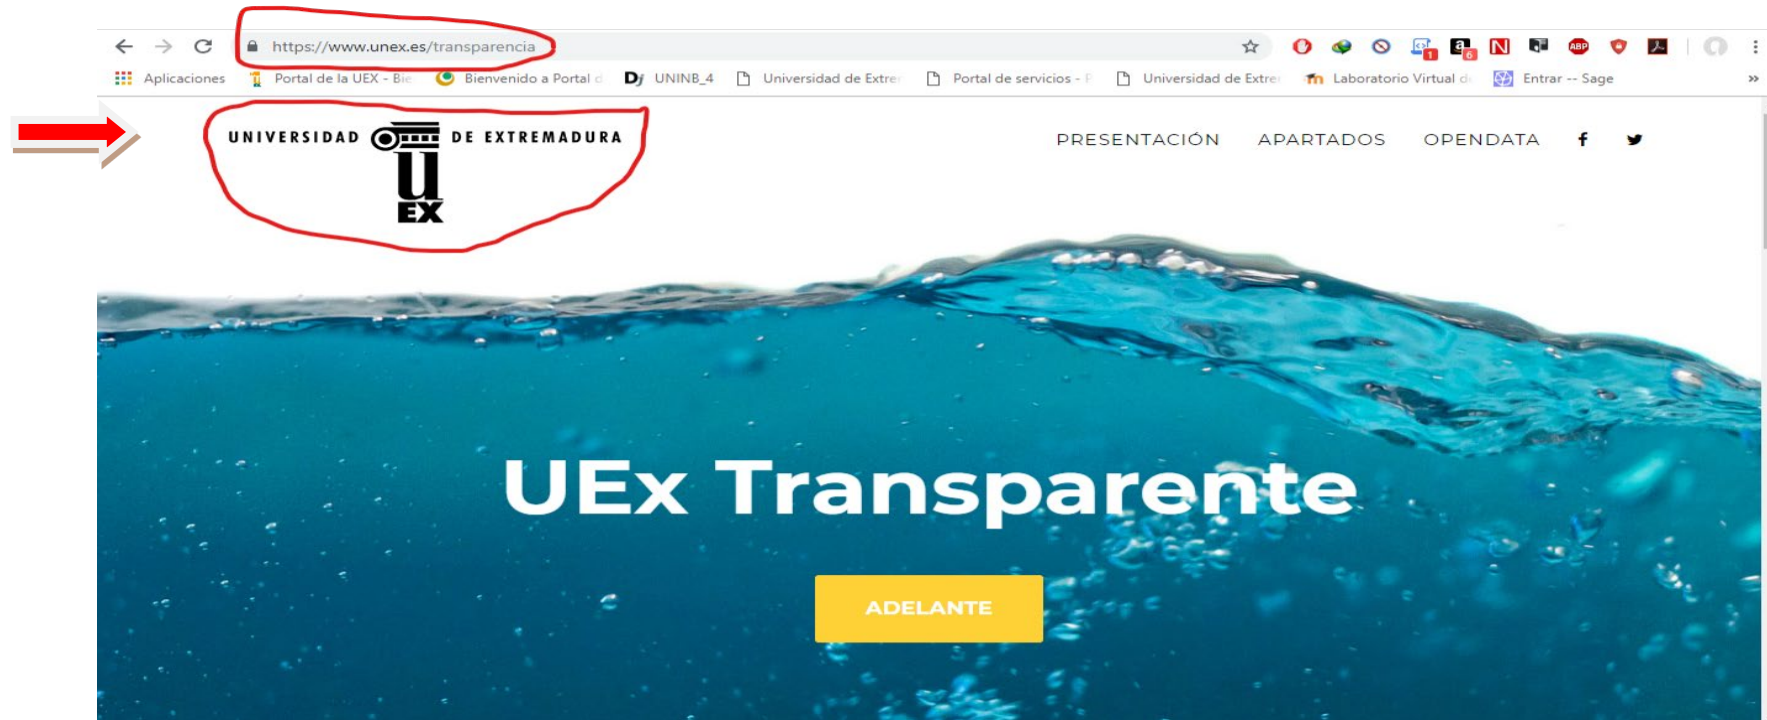 https://www.unex.es/transparencia
Aplicaciones Portal de la UEX - Bie Bienvenido a Portal d UNINB_4 Universidad de Extre Portal de servicios - P Universidad de Extre Laboratorio Virtual d Entrar -- Sage »
UNIVERSIDAD DE EXTREMADURA
UEX
PRESENTACIÓN APARTADOS OPENDATA
UEx Transparente
ADELANTE